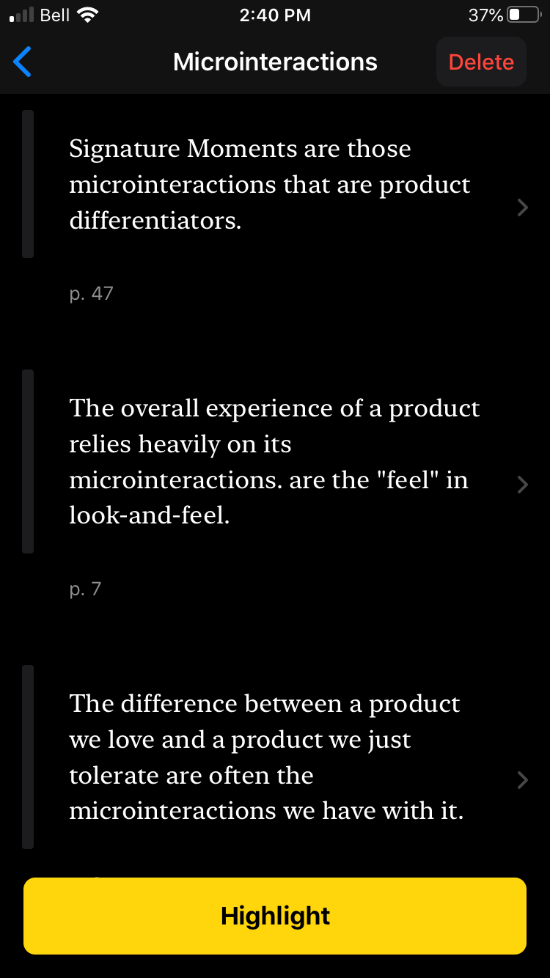 Bell 2:40 PM 37%
Microinteractions Delete
Signature Moments are those
microinteractions that are product
differentiators.
p. 47
The overall experience of a product
relies heavily on its
microinteractions. are the "feel" in
look-and-feel.
p. 7
The difference between a product
we love and a product we just
tolerate are often the
microinteractions we have with it.
Highlight